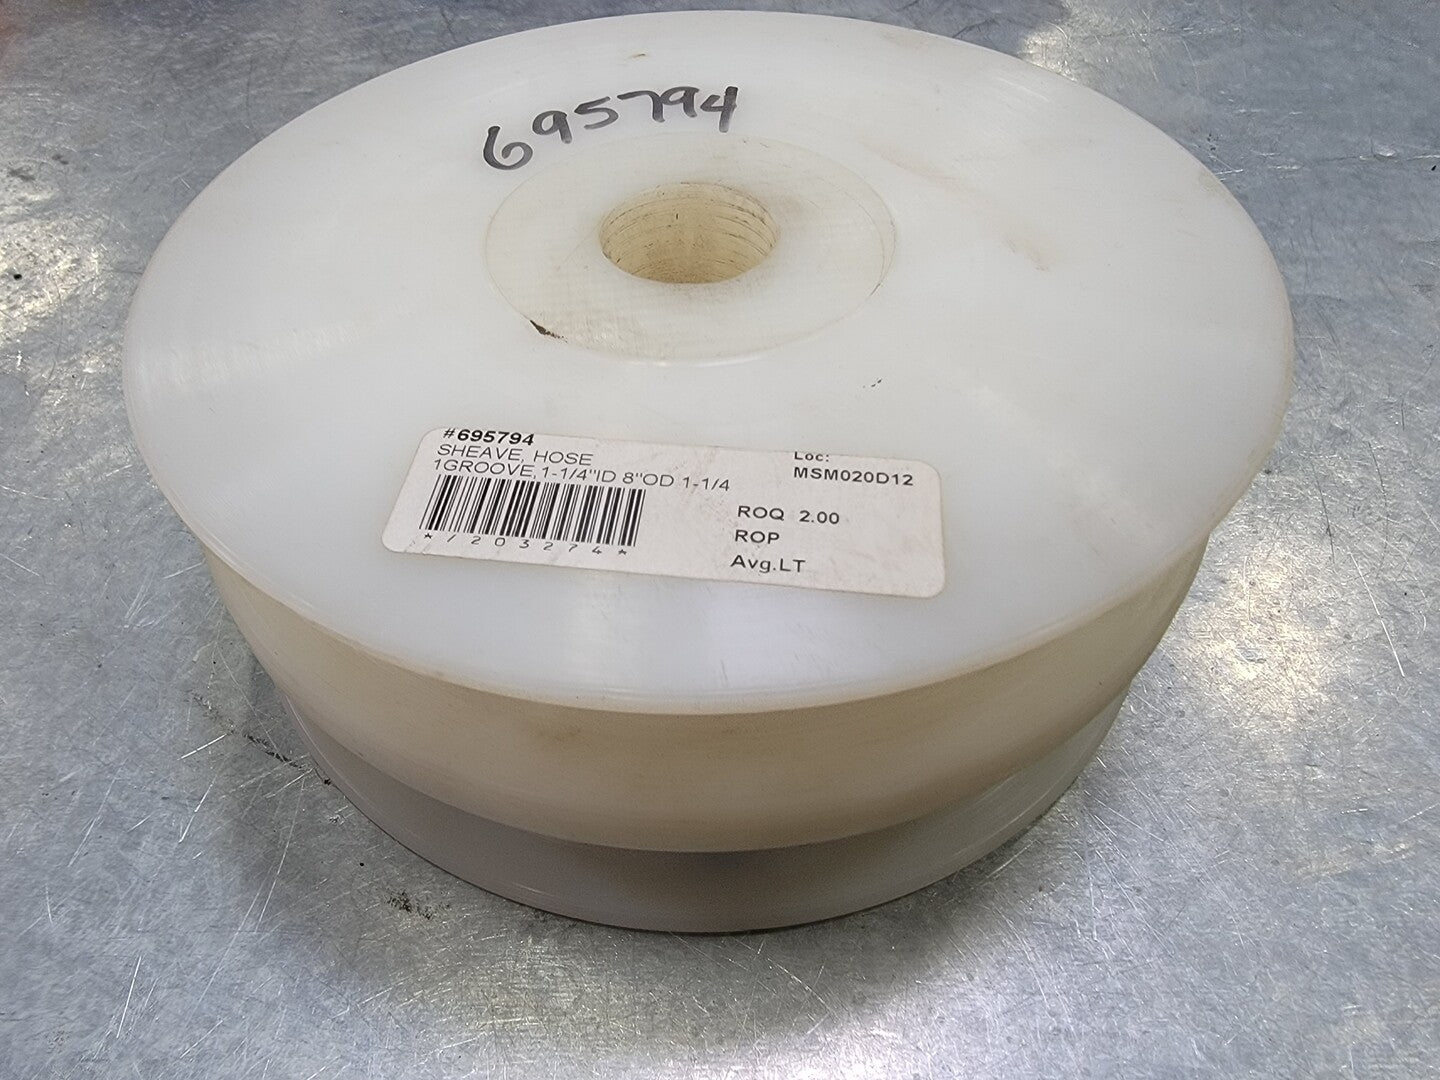 695794
#695794
SHEAVE, HOSE
1GROOVE,1-1/4"ID 8"OD 1-1/4
*7203274*
Loc:
MSM020D12
ROQ 2.00
ROP
Avg.LT